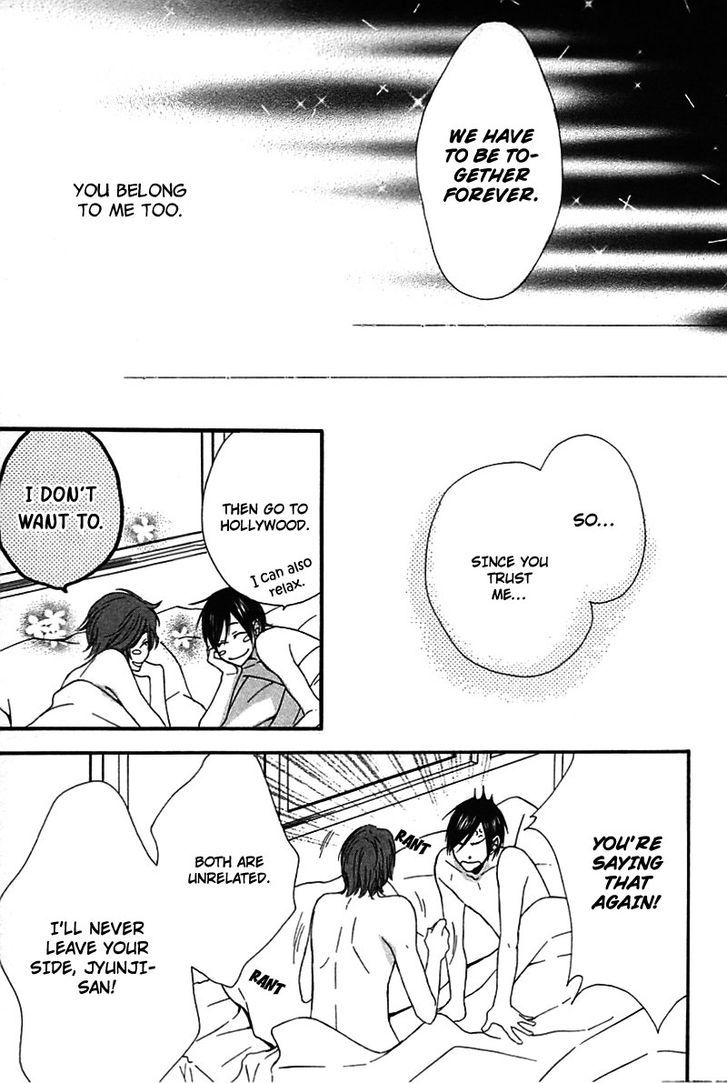 WE HAVE
TO BE TO-
GETHER
FOREVER.
YOU BELONG
TO ME TOO.
SO...
SINCE YOU
TRUST
ME...
THEN GO TO
HOLLYWOOD.
I can also
relax.
I DON'T
WANT TO.
YOU'RE
SAYING
THAT
AGAIN!
RANT
BOTH ARE
UNRELATED.
I'LL NEVER
LEAVE YOUR
SIDE, JYUNJI-
SAN!
RANT